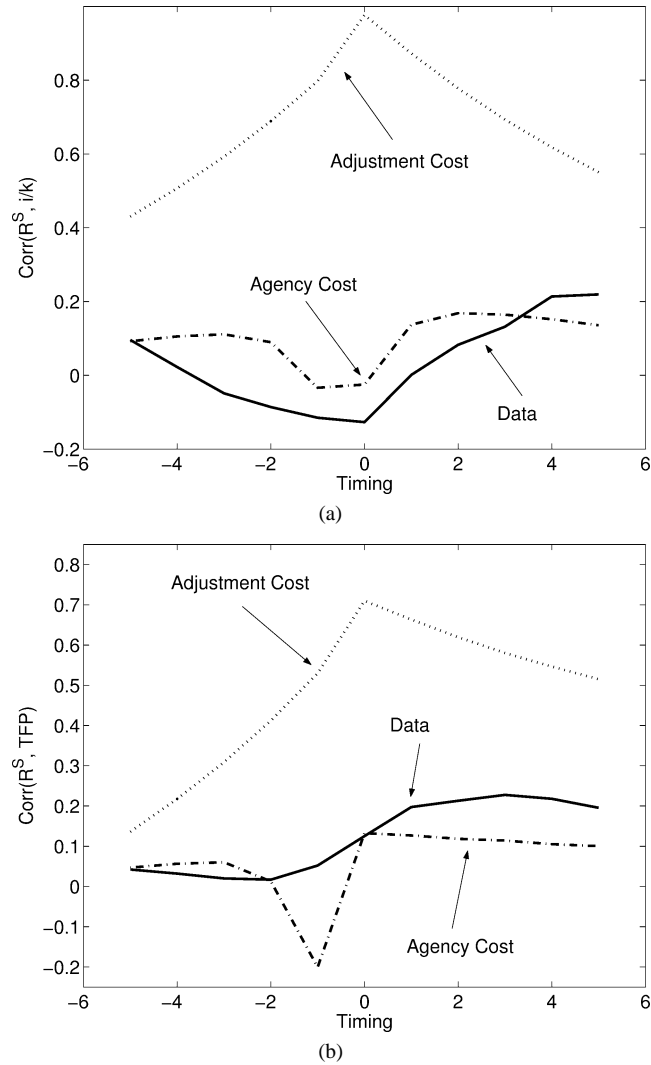 0.8
0.6
0.4
0.2
0
−0.2
Corr(R^S, i/k)
Adjustment Cost
Agency Cost
Data
−6 −4 −2 0 2 4 6
Timing
(a)
0.8
0.7
0.6
0.5
0.4
0.3
0.2
0.1
0
−0.1
−0.2
Corr(R^S, TFP)
Adjustment Cost
Data
Agency Cost
−6 −4 −2 0 2 4 6
Timing
(b)